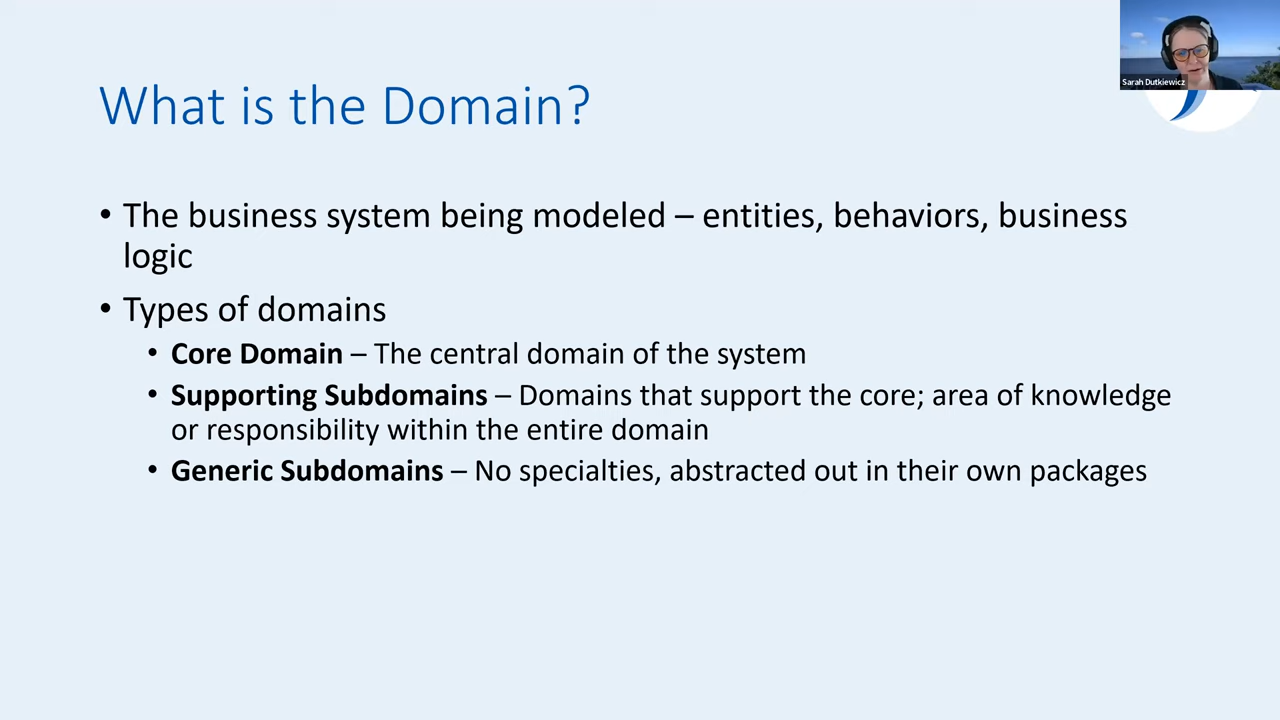 Sarah Dutkiewicz
What is the Domain?
• The business system being modeled – entities, behaviors, business
logic
• Types of domains
• Core Domain – The central domain of the system
• Supporting Subdomains – Domains that support the core; area of knowledge
or responsibility within the entire domain
• Generic Subdomains – No specialties, abstracted out in their own packages